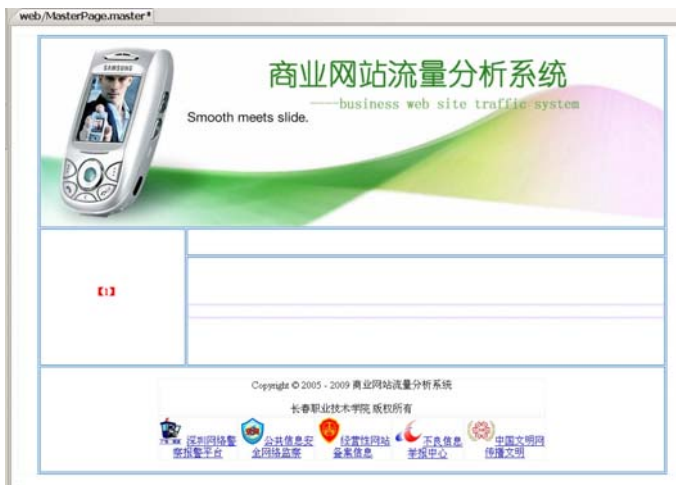 web/MasterPage.master*
SAMSUNG
商业网站流量分析系统
——business web site traffic system
Smooth meets slide.
【1】
Copyright © 2005 - 2009 商业网站流量分析系统
长春职业技术学院 版权所有
深圳网络警察报警平台
公共信息安全网络监察
经营性网站备案信息
不良信息举报中心
中国文明网传播文明